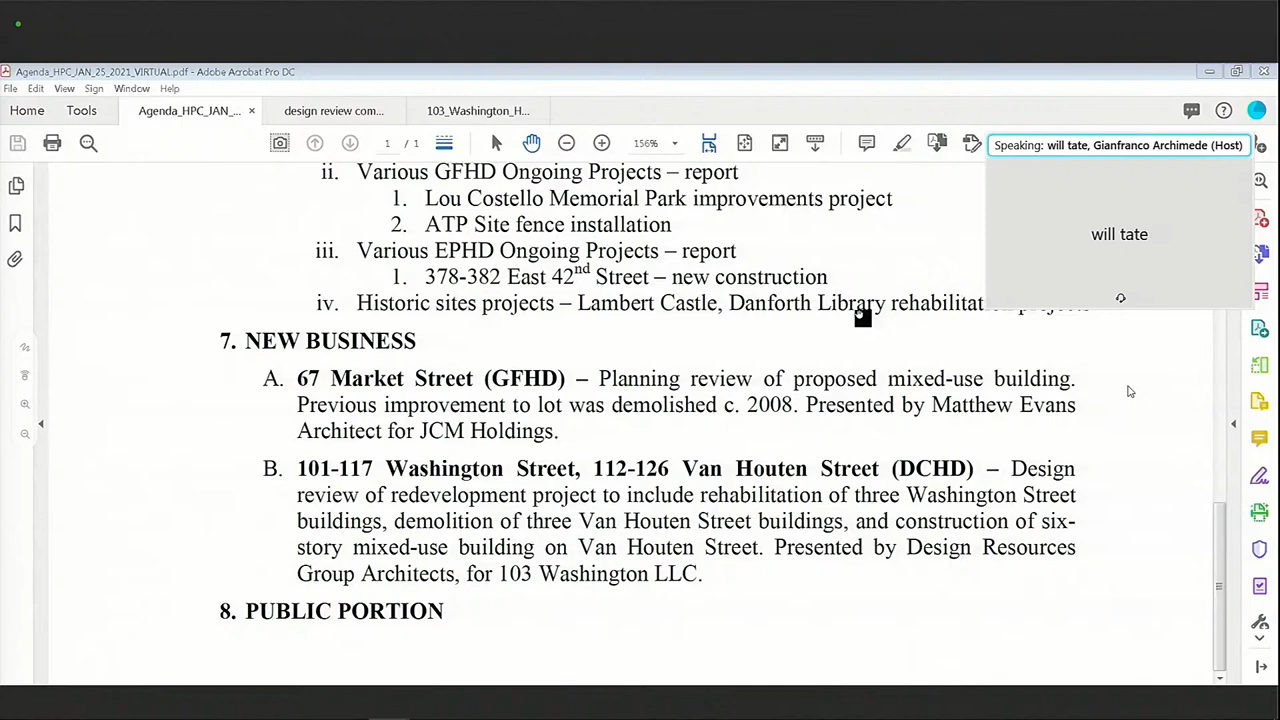 Agenda_HPC_JAN_25_2021_VIRTUAL.pdf - Adobe Acrobat Pro DC
File Edit View Sign Window Help
Home Tools Agenda_HPC_JAN_... × design review com... 103_Washington_H...
1 / 1 156%
Speaking: will tate, Gianfranco Archimede (Host)
will tate
ii. Various GFHD Ongoing Projects – report
1. Lou Costello Memorial Park improvements project
2. ATP Site fence installation
iii. Various EPHD Ongoing Projects – report
1. 378-382 East 42nd Street – new construction
iv. Historic sites projects – Lambert Castle, Danforth Library
7. NEW BUSINESS
A. 67 Market Street (GFHD) – Planning review of proposed mixed-use building.
Previous improvement to lot was demolished c. 2008. Presented by Matthew Evans
Architect for JCM Holdings.
B. 101-117 Washington Street, 112-126 Van Houten Street (DCHD) – Design
review of redevelopment project to include rehabilitation of three Washington Street
buildings, demolition of three Van Houten Street buildings, and construction of six-
story mixed-use building on Van Houten Street. Presented by Design Resources
Group Architects, for 103 Washington LLC.
8. PUBLIC PORTION